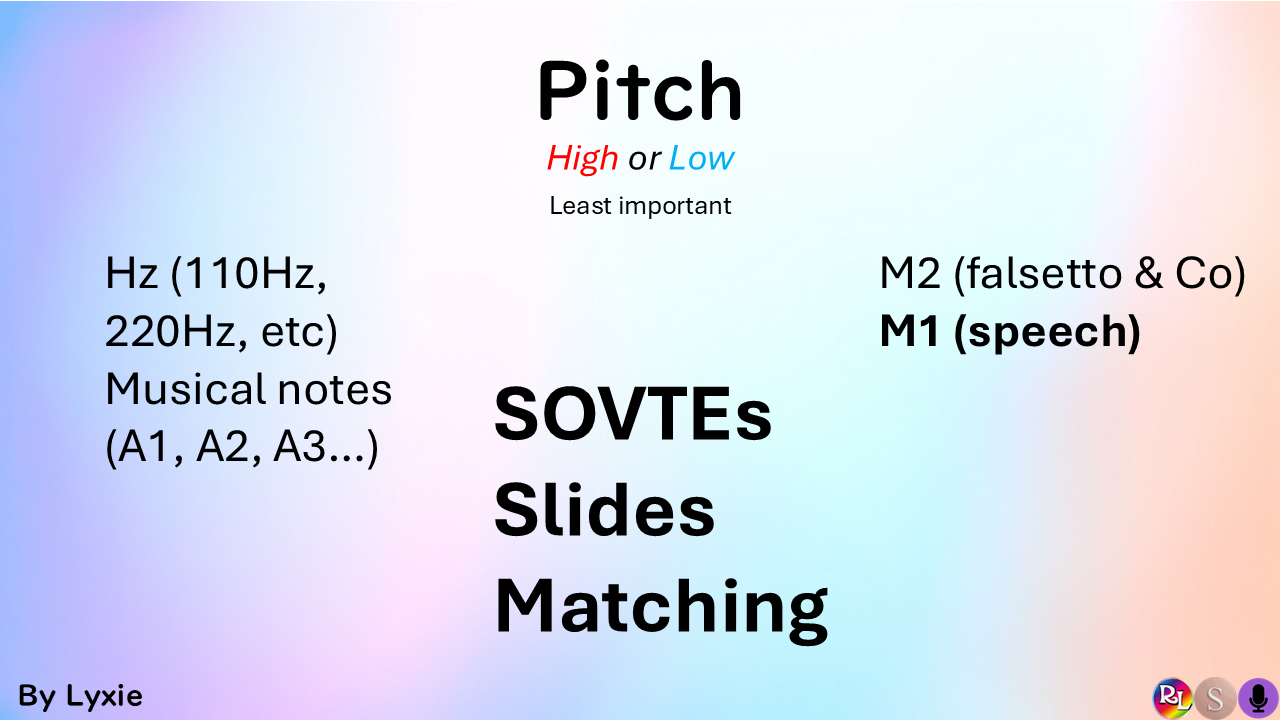 Pitch
High or Low
Least important
Hz (110Hz,
220Hz, etc)
Musical notes
(A1, A2, A3...)
M2 (falsetto & Co)
M1 (speech)
SOVTEs
Slides
Matching
By Lyxie
RL
S